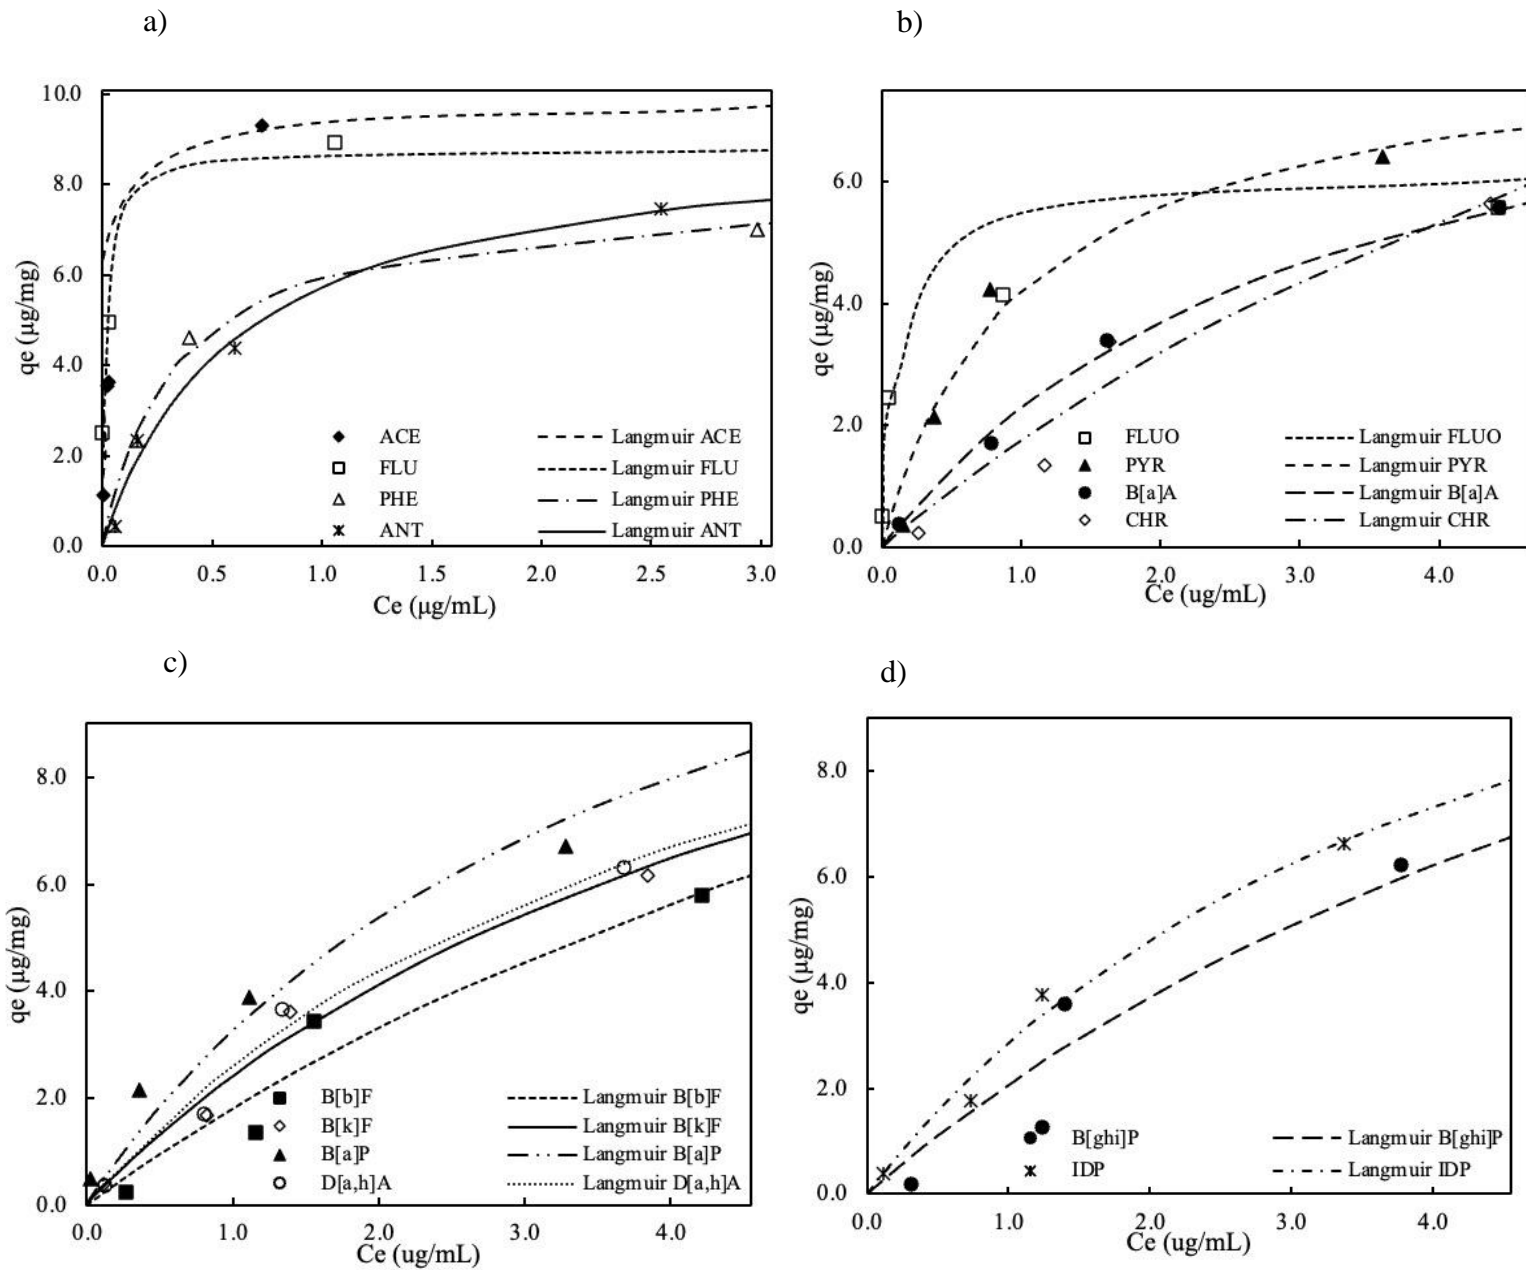 a)
10.0
8.0
6.0
4.0
2.0
0.0
qe (µg/mg)
ACE
Langmuir ACE
FLU
Langmuir FLU
PHE
Langmuir PHE
ANT
Langmuir ANT
0.0 0.5 1.0 1.5 2.0 2.5 3.0
Ce (µg/mL)
b)
6.0
4.0
2.0
0.0
qe (µg/mg)
FLUO
Langmuir FLUO
PYR
Langmuir PYR
B[a]A
Langmuir B[a]A
CHR
Langmuir CHR
0.0 1.0 2.0 3.0 4.0
Ce (ug/mL)
c)
8.0
6.0
4.0
2.0
0.0
qe (µg/mg)
B[b]F
Langmuir B[b]F
B[k]F
Langmuir B[k]F
B[a]P
Langmuir B[a]P
D[a,h]A
Langmuir D[a,h]A
0.0 1.0 2.0 3.0 4.0
Ce (ug/mL)
d)
8.0
6.0
4.0
2.0
0.0
qe (µg/mg)
B[ghi]P
Langmuir B[ghi]P
IDP
Langmuir IDP
0.0 1.0 2.0 3.0 4.0
Ce (ug/mL)